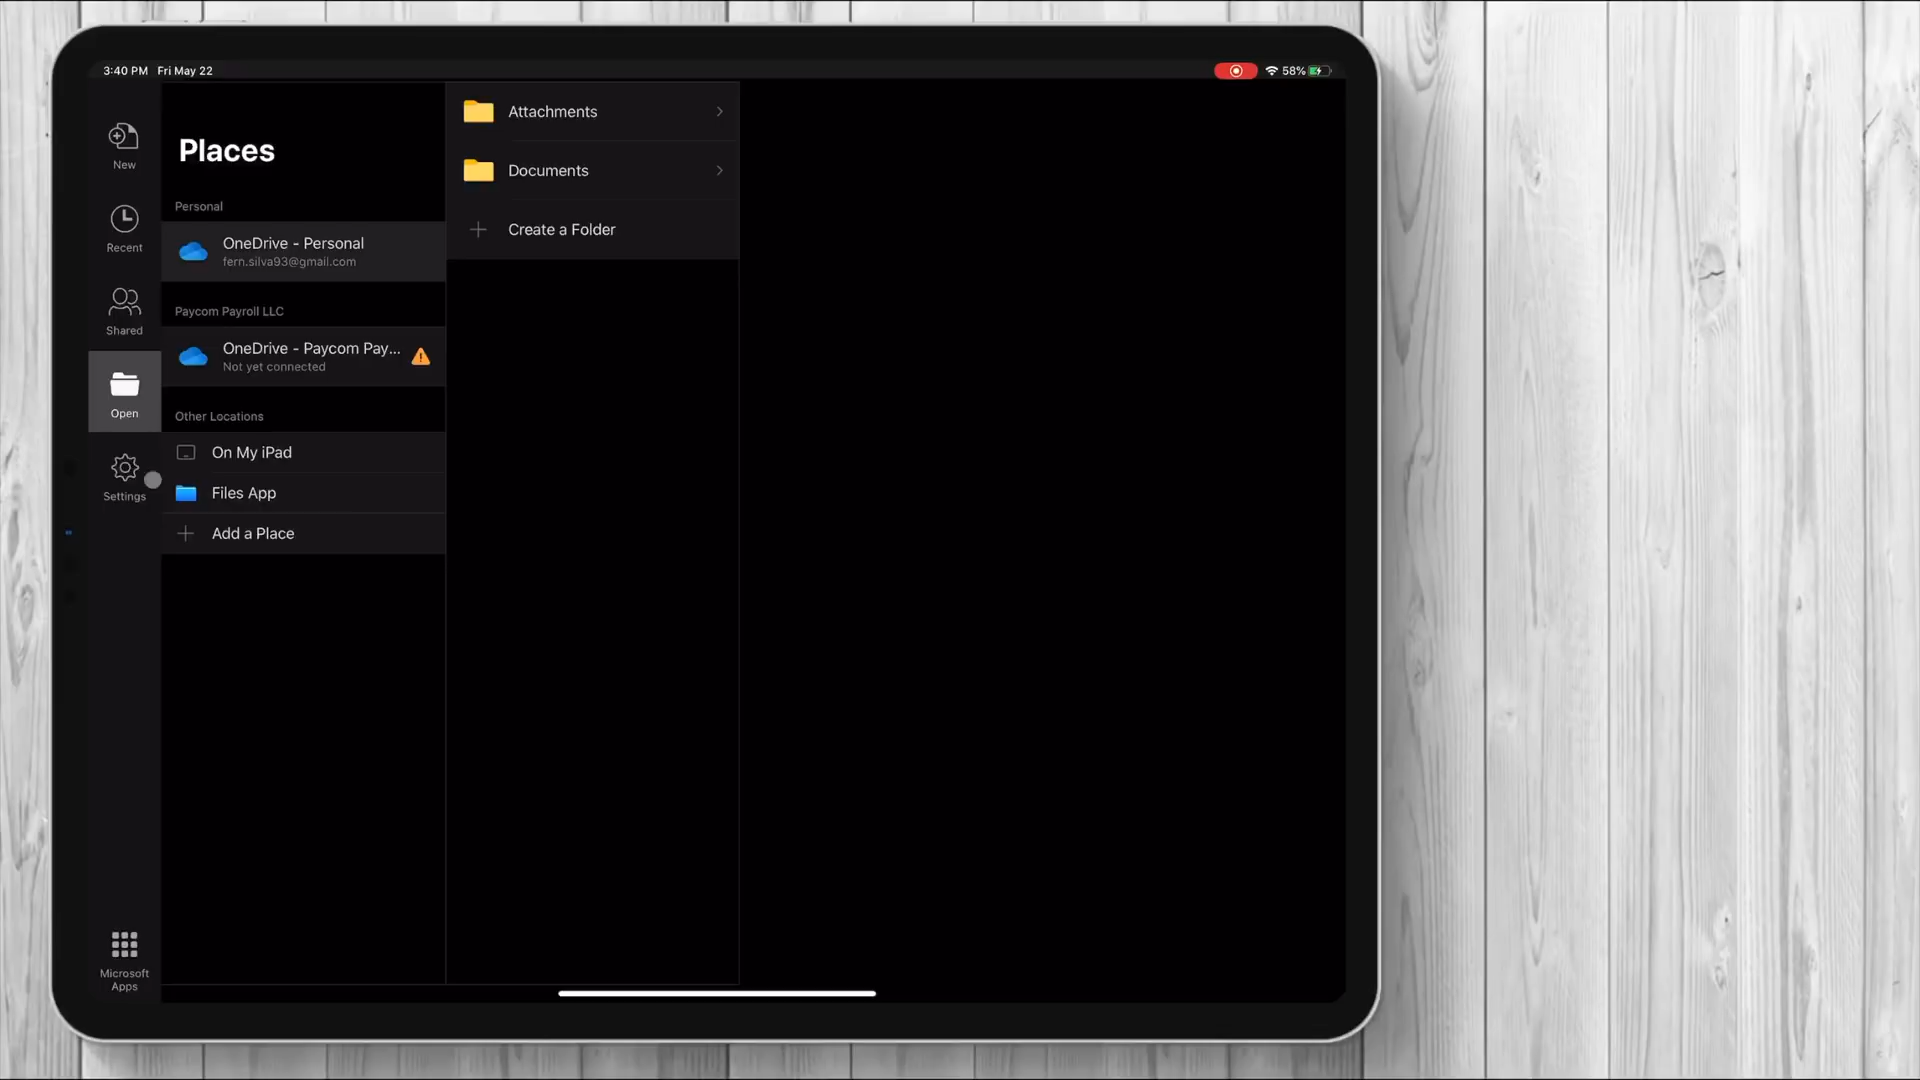 3:40 PM Fri May 22
58%
New
Recent
Shared
Open
Settings
Microsoft
Apps
Places
Personal
OneDrive - Personal
fern.silva93@gmail.com
Paycom Payroll LLC
OneDrive - Paycom Pay...
Not yet connected
Other Locations
On My iPad
Files App
Add a Place
Attachments
Documents
Create a Folder